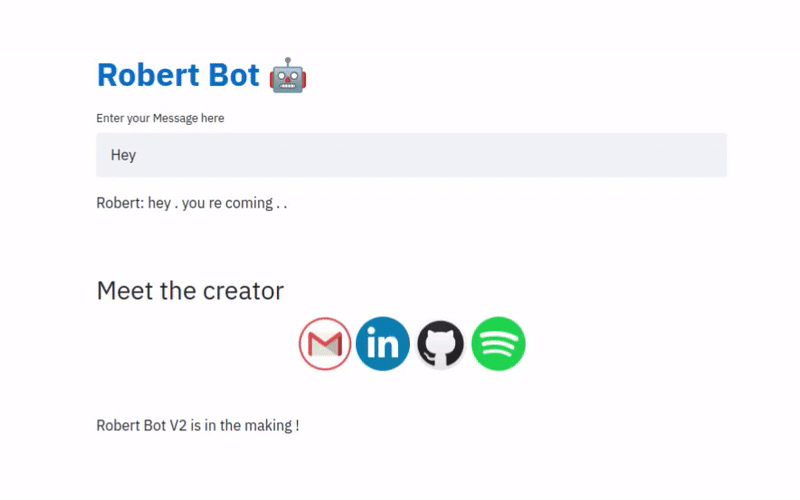 Robert Bot 🤖
Enter your Message here
Hey
Robert: hey . you re coming . .
Meet the creator
in
Robert Bot V2 is in the making !